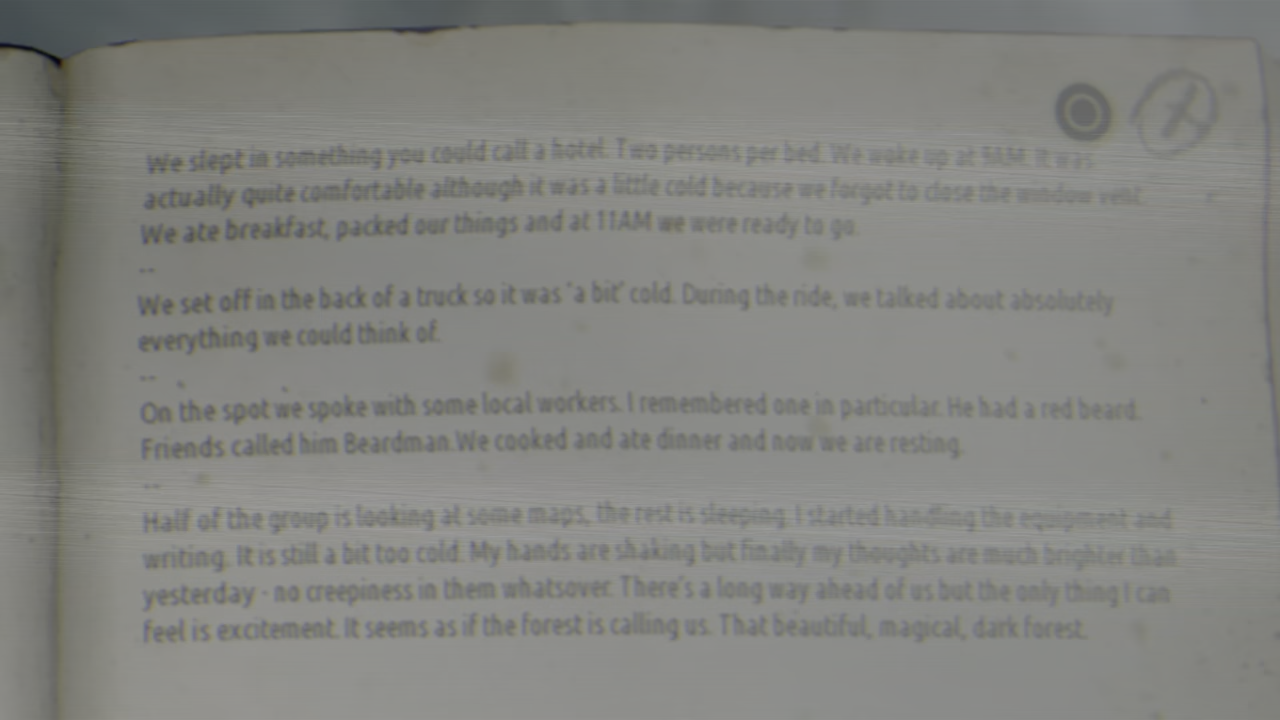 We slept in something you could call a hotel. Two persons per bed. We woke up at 9AM. It was
actually quite comfortable although it was a little cold because we forgot to close the window vent.
We ate breakfast, packed our things and at 11AM we were ready to go.
--
We set off in the back of a truck so it was 'a bit' cold. During the ride, we talked about absolutely
everything we could think of.
--
On the spot we spoke with some local workers. I remembered one in particular. He had a red beard.
Friends called him Beardman.We cooked and ate dinner and now we are resting.
--
Half of the group is looking at some maps, the rest is sleeping. I started handling the equipment and
writing. It is still a bit too cold. My hands are shaking but finally my thoughts are much brighter than
yesterday - no creepiness in them whatsover. There's a long way ahead of us but the only thing I can
feel is excitement. It seems as if the forest is calling us. That beautiful, magical, dark forest.